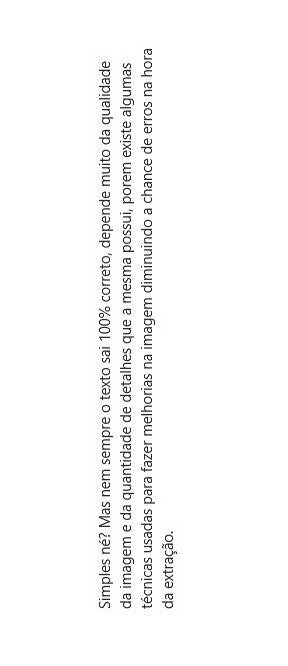 Simples né? Mas nem sempre o texto sai 100% correto, depende muito da qualidade
da imagem e da quantidade de detalhes que a mesma possui, porem existe algumas
técnicas usadas para fazer melhorias na imagem diminuindo a chance de erros na hora
da extração.